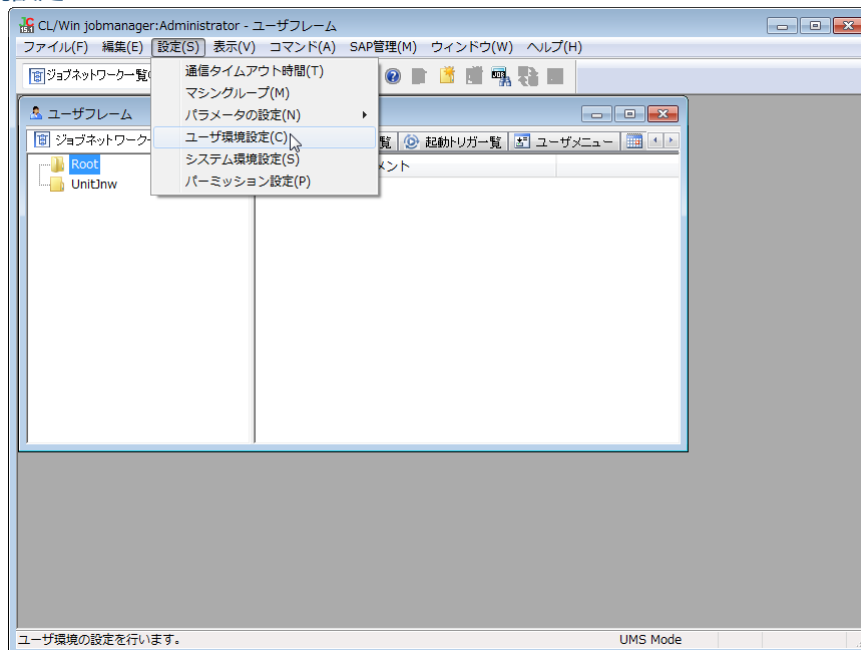 CL/Win jobmanager:Administrator - ユーザフレーム
ファイル(F) 編集(E) 設定(S) 表示(V) コマンド(A) SAP管理(M) ウィンドウ(W) ヘルプ(H)
ジョブネットワーク一覧
通信タイムアウト時間(T)
マシングループ(M)
パラメータの設定(N)
ユーザ環境設定(C)
システム環境設定(S)
パーミッション設定(P)
ユーザフレーム
ジョブネットワーク 覧 起動トリガ一覧 ユーザメニュー
Root メント
UnitJnw
ユーザ環境の設定を行います。 UMS Mode